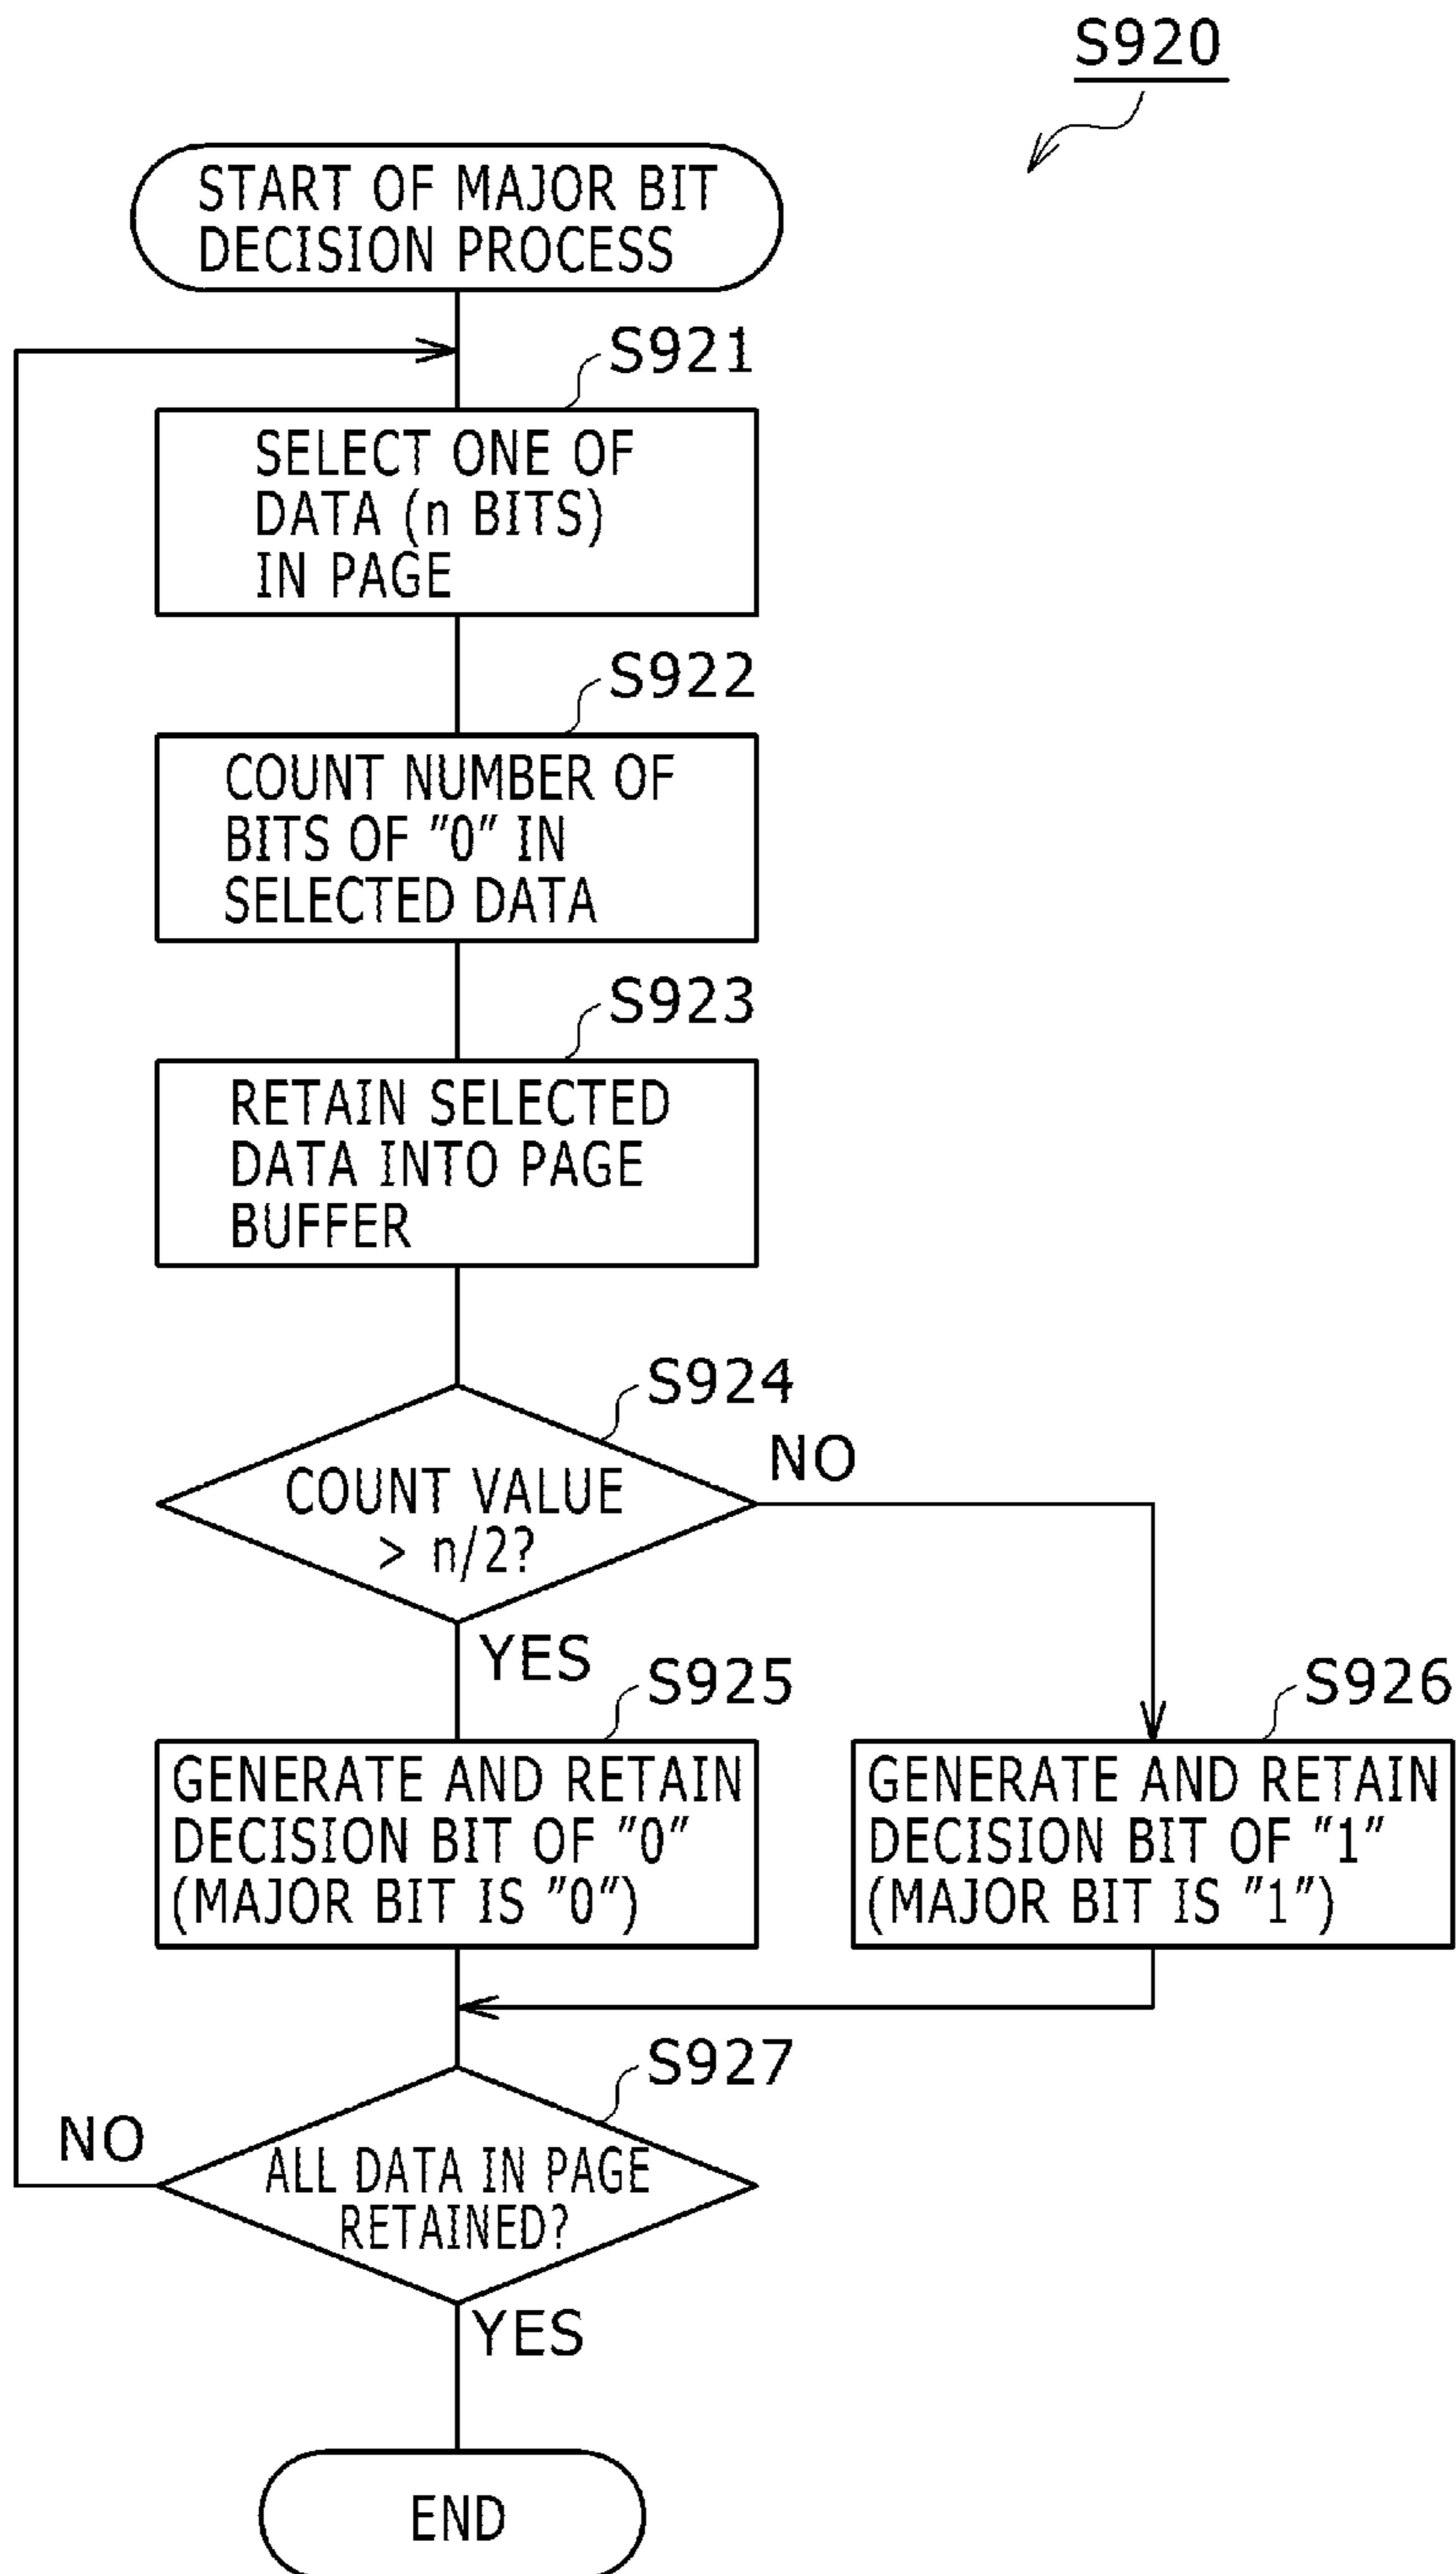 S920
START OF MAJOR BIT
DECISION PROCESS
S921
SELECT ONE OF
DATA (n BITS)
IN PAGE
S922
COUNT NUMBER OF
BITS OF "0" IN
SELECTED DATA
S923
RETAIN SELECTED
DATA INTO PAGE
BUFFER
S924
COUNT VALUE
> n/2?
NO
YES
S925
GENERATE AND RETAIN
DECISION BIT OF "0"
(MAJOR BIT IS "0")
S926
GENERATE AND RETAIN
DECISION BIT OF "1"
(MAJOR BIT IS "1")
S927
ALL DATA IN PAGE
RETAINED?
NO
YES
END